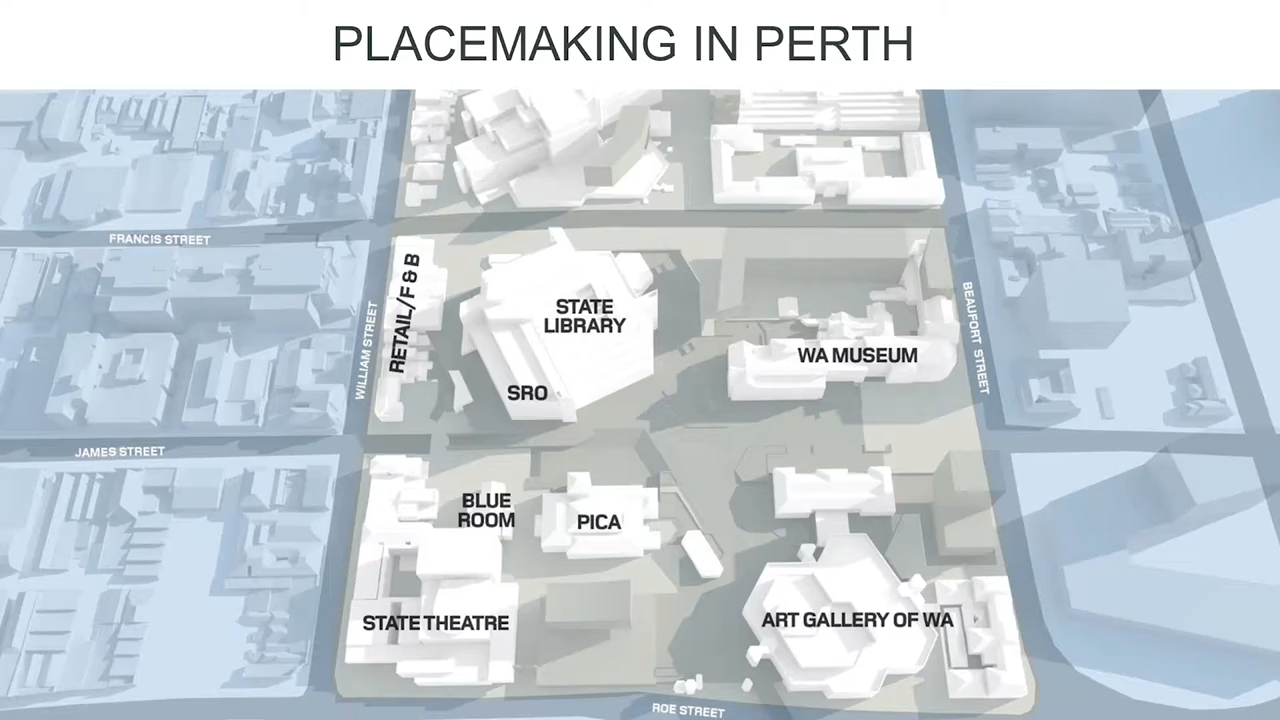 PLACEMAKING IN PERTH
FRANCIS STREET
RETAIL/F & B
STATE
LIBRARY
WILLIAM STREET
BEAUFORT STREET
WA MUSEUM
SRO
JAMES STREET
BLUE
ROOM
PICA
STATE THEATRE
ART GALLERY OF WA
ROE STREET